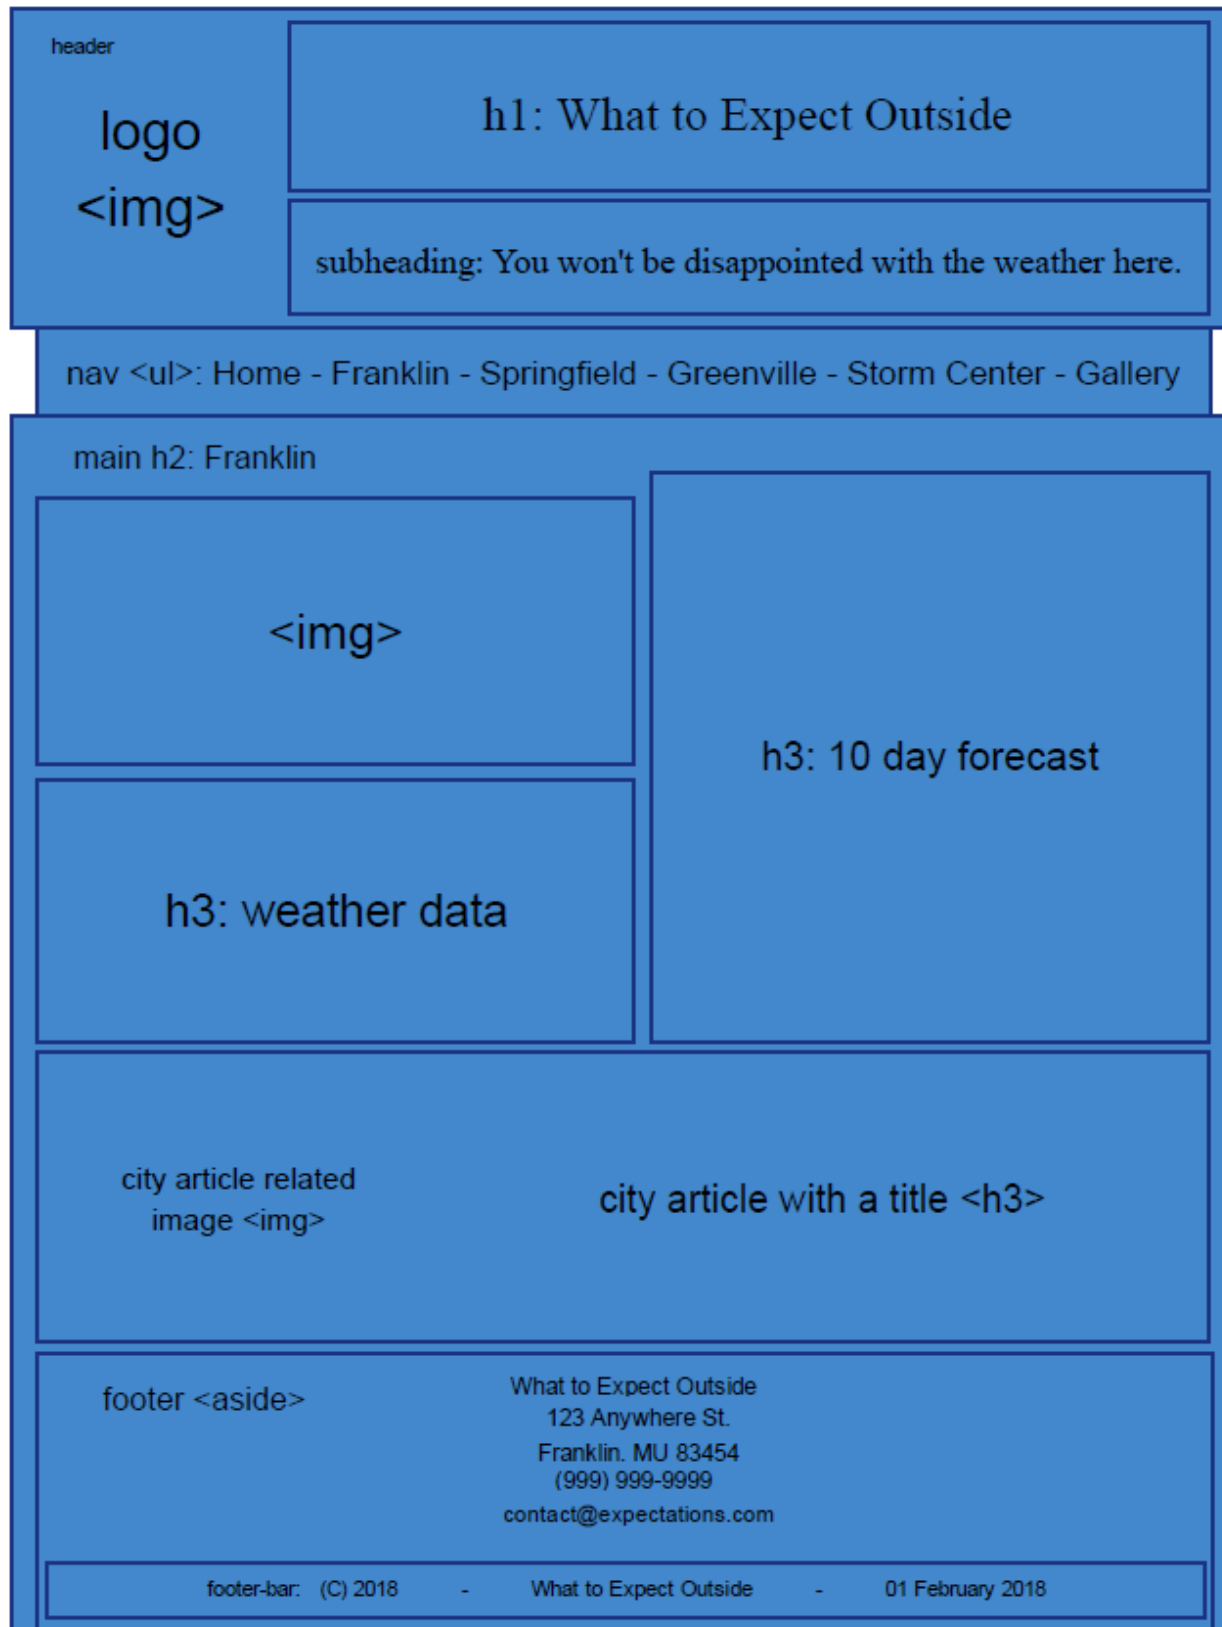 header
logo
<img>
h1: What to Expect Outside
subheading: You won't be disappointed with the weather here.
nav <ul>: Home - Franklin - Springfield - Greenville - Storm Center - Gallery
main h2: Franklin
<img>
h3: 10 day forecast
h3: weather data
city article related
image <img>
city article with a title <h3>
footer <aside>
What to Expect Outside
123 Anywhere St.
Franklin. MU 83454
(999) 999-9999
contact@expectations.com
footer-bar: (C) 2018 - What to Expect Outside - 01 February 2018